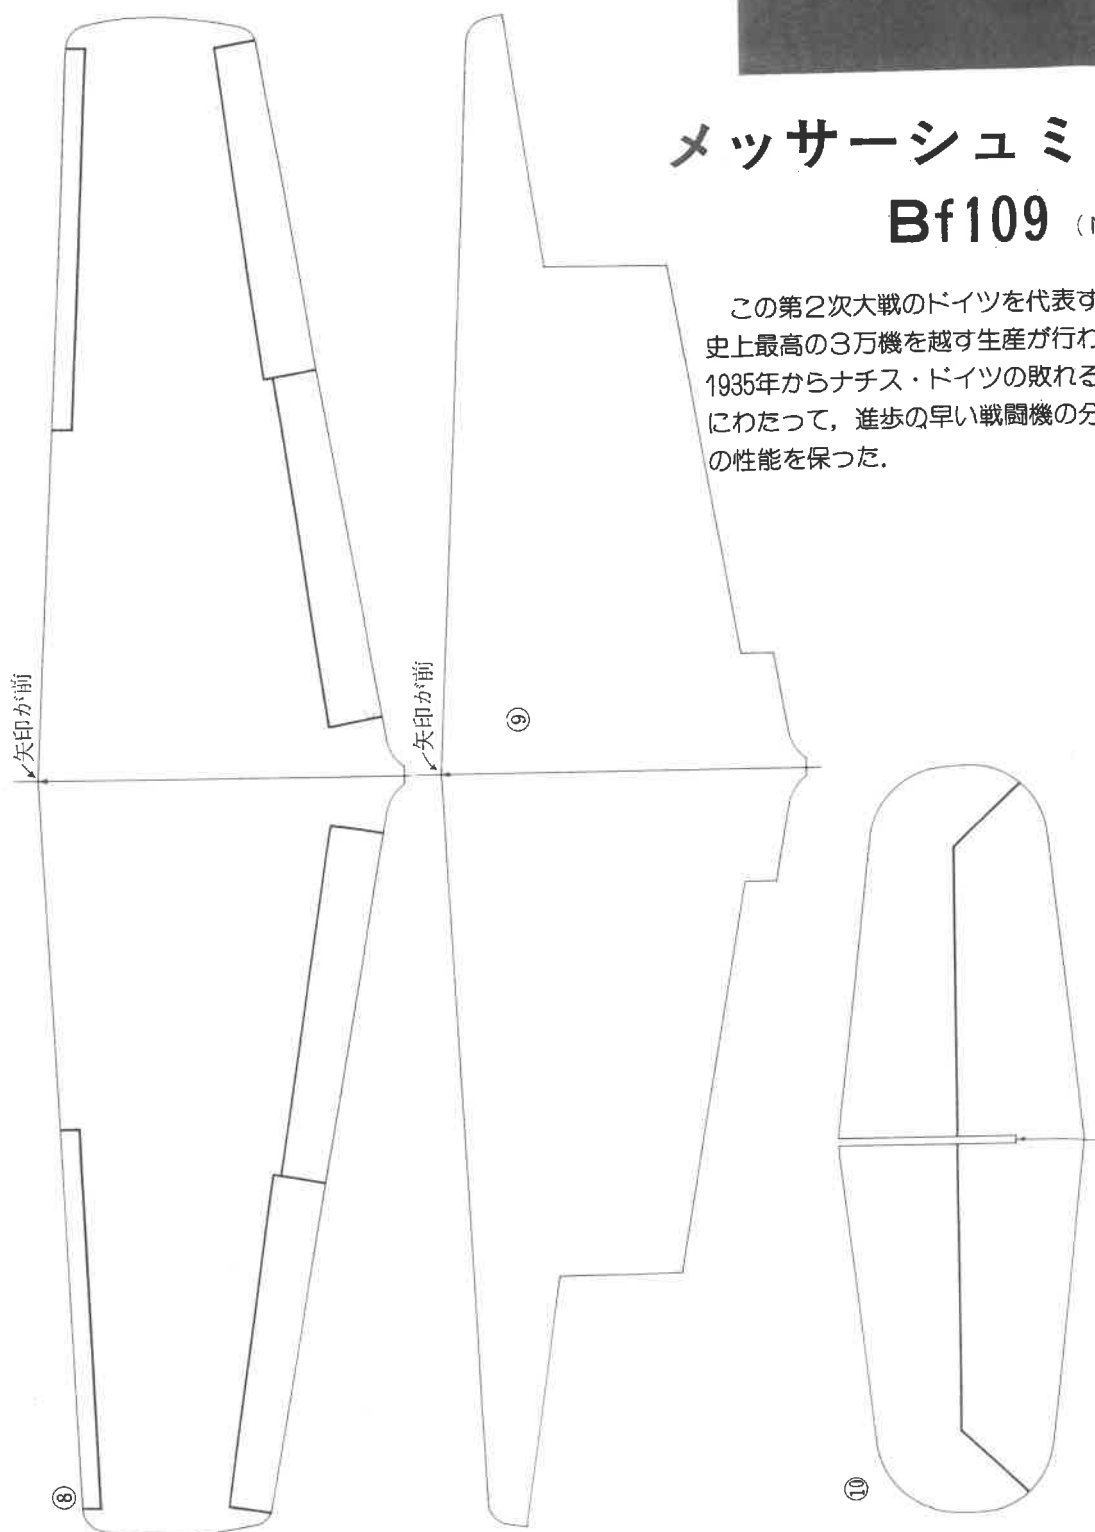 メッサーシュミ
Bf109
この第2次大戦のドイツを代表す
史上最高の3万機を越す生産が行わ
1935年からナチス・ドイツの敗れる
にわたって，進歩の早い戦闘機の分
の性能を保った．
矢印が前
矢印が前
⑨
⑧
⑩